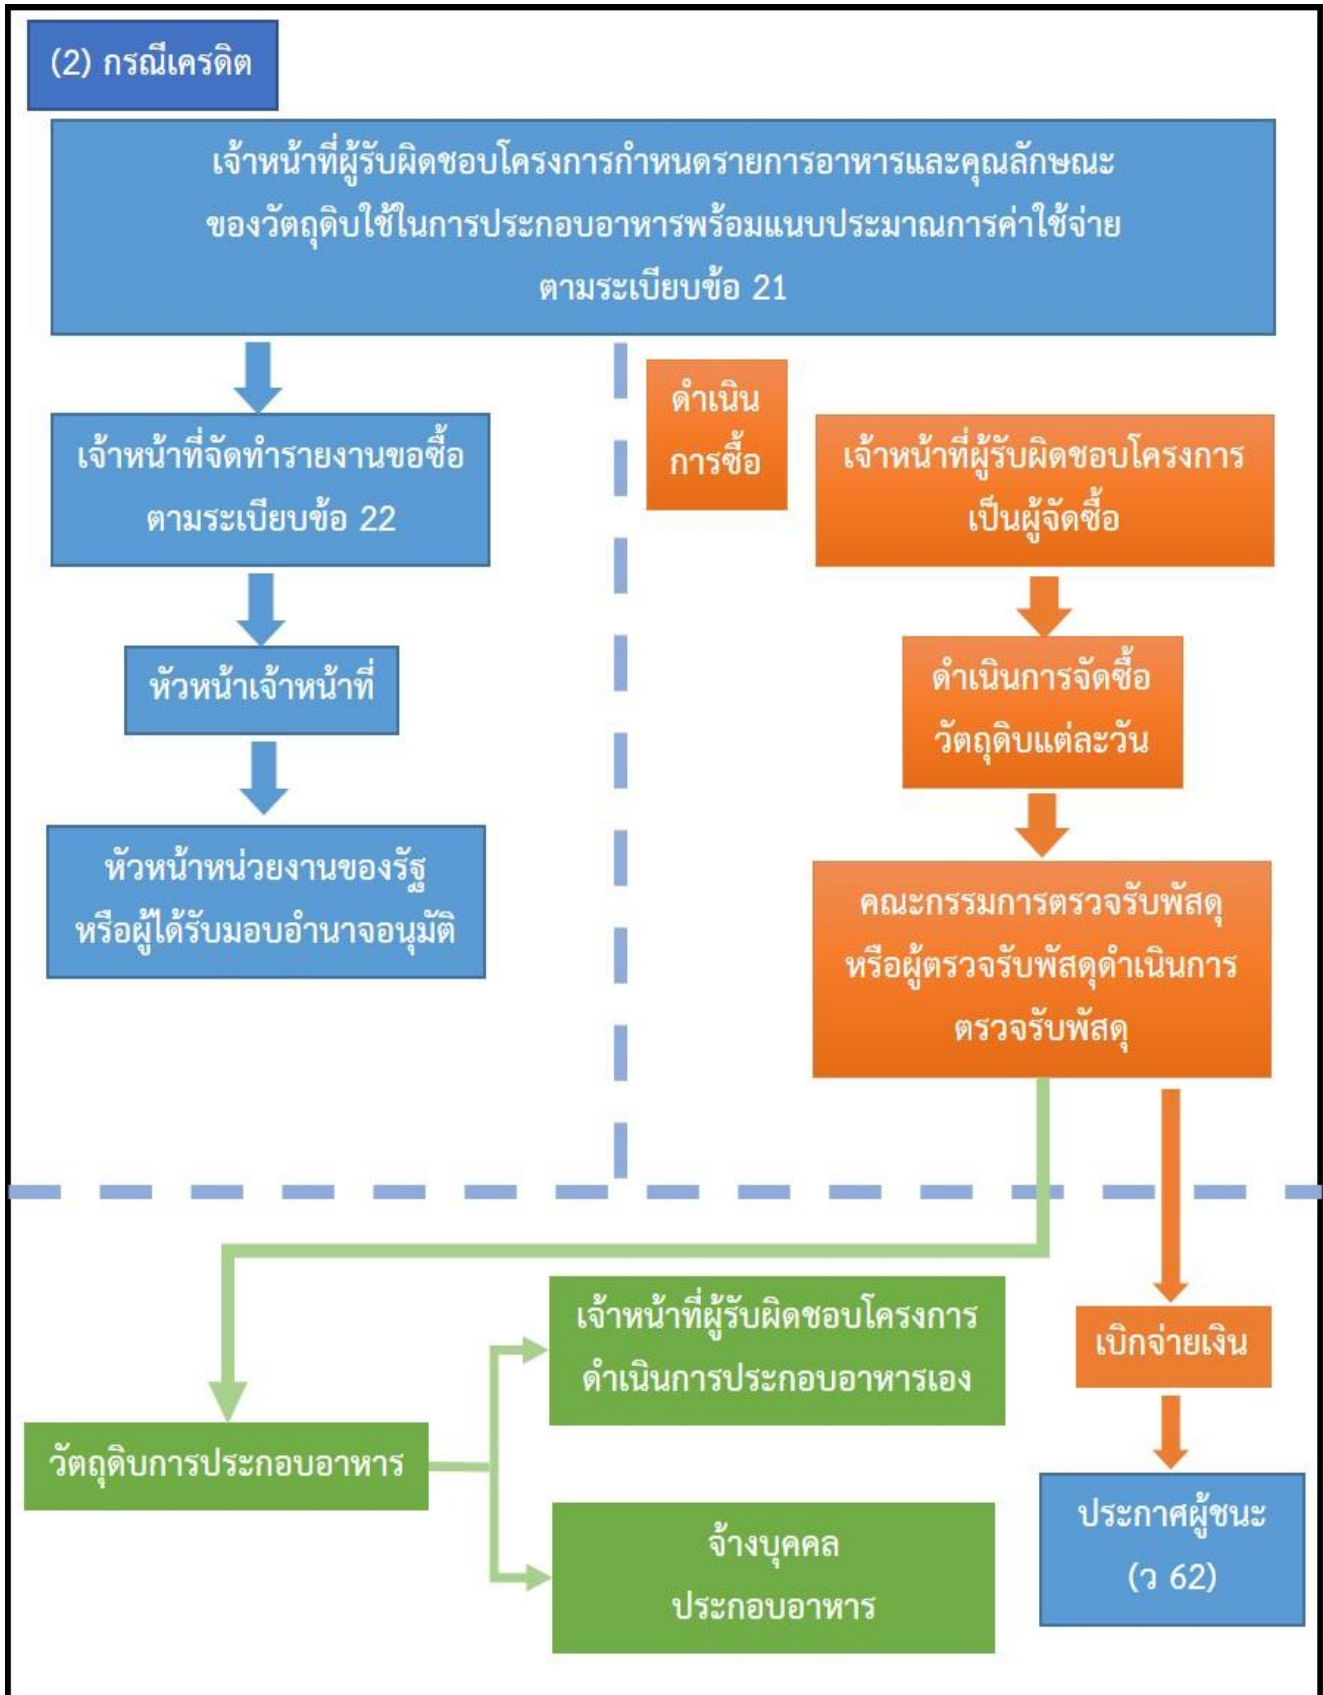 (2) กรณีเครดิต
เจ้าหน้าที่ผู้รับผิดชอบโครงการกำหนดรายการอาหารและคุณลักษณะ
ของวัตถุดิบใช้ในการประกอบอาหารพร้อมแนบประมาณการค่าใช้จ่าย
ตามระเบียบข้อ 21
เจ้าหน้าที่จัดทำรายงานขอซื้อ
ตามระเบียบข้อ 22
หัวหน้าเจ้าหน้าที่
หัวหน้าหน่วยงานของรัฐ
หรือผู้ได้รับมอบอำนาจอนุมัติ
ดำเนิน
การซื้อ
เจ้าหน้าที่ผู้รับผิดชอบโครงการ
เป็นผู้จัดซื้อ
ดำเนินการจัดซื้อ
วัตถุดิบแต่ละวัน
คณะกรรมการตรวจรับพัสดุ
หรือผู้ตรวจรับพัสดุดำเนินการ
ตรวจรับพัสดุ
วัตถุดิบการประกอบอาหาร
เจ้าหน้าที่ผู้รับผิดชอบโครงการ
ดำเนินการประกอบอาหารเอง
จ้างบุคคล
ประกอบอาหาร
เบิกจ่ายเงิน
ประกาศผู้ชนะ
(ว 62)